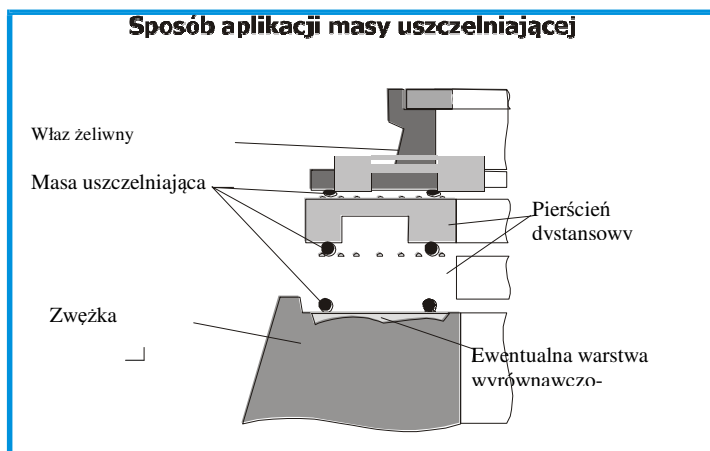 Sposób aplikacji masy uszczelniającej
Właz żeliwny
Masa uszczelniająca
Pierścień
dystansowy
Zwężka
Ewentualna warstwa
wyrównawczo-